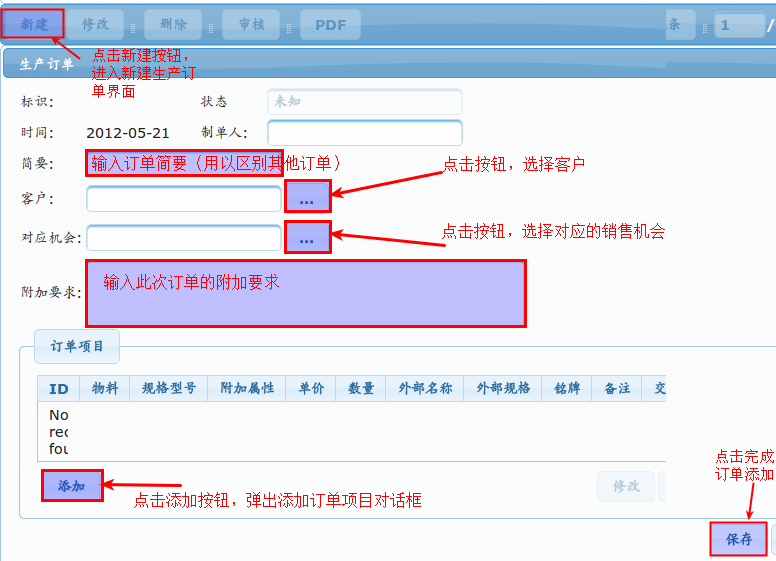 新建 修改 删除 审核 PDF 条 1 /
点击新建按钮，
进入新建生产订
单界面
生产订单
标识: 状态 未知
时间: 2012-05-21 制单人:
简要: 输入订单简要（用以区别其他订单）
点击按钮，选择客户
客户: ...
对应机会: ...
点击按钮，选择对应的销售机会
附加要求: 输入此次订单的附加要求
订单项目
ID 物料 规格型号 附加属性 单价 数量 外部名称 外部规格 铭牌 备注 交
No
rec
fou
点击完成
订单添加
添加 修改
点击添加按钮，弹出添加订单项目对话框
保存